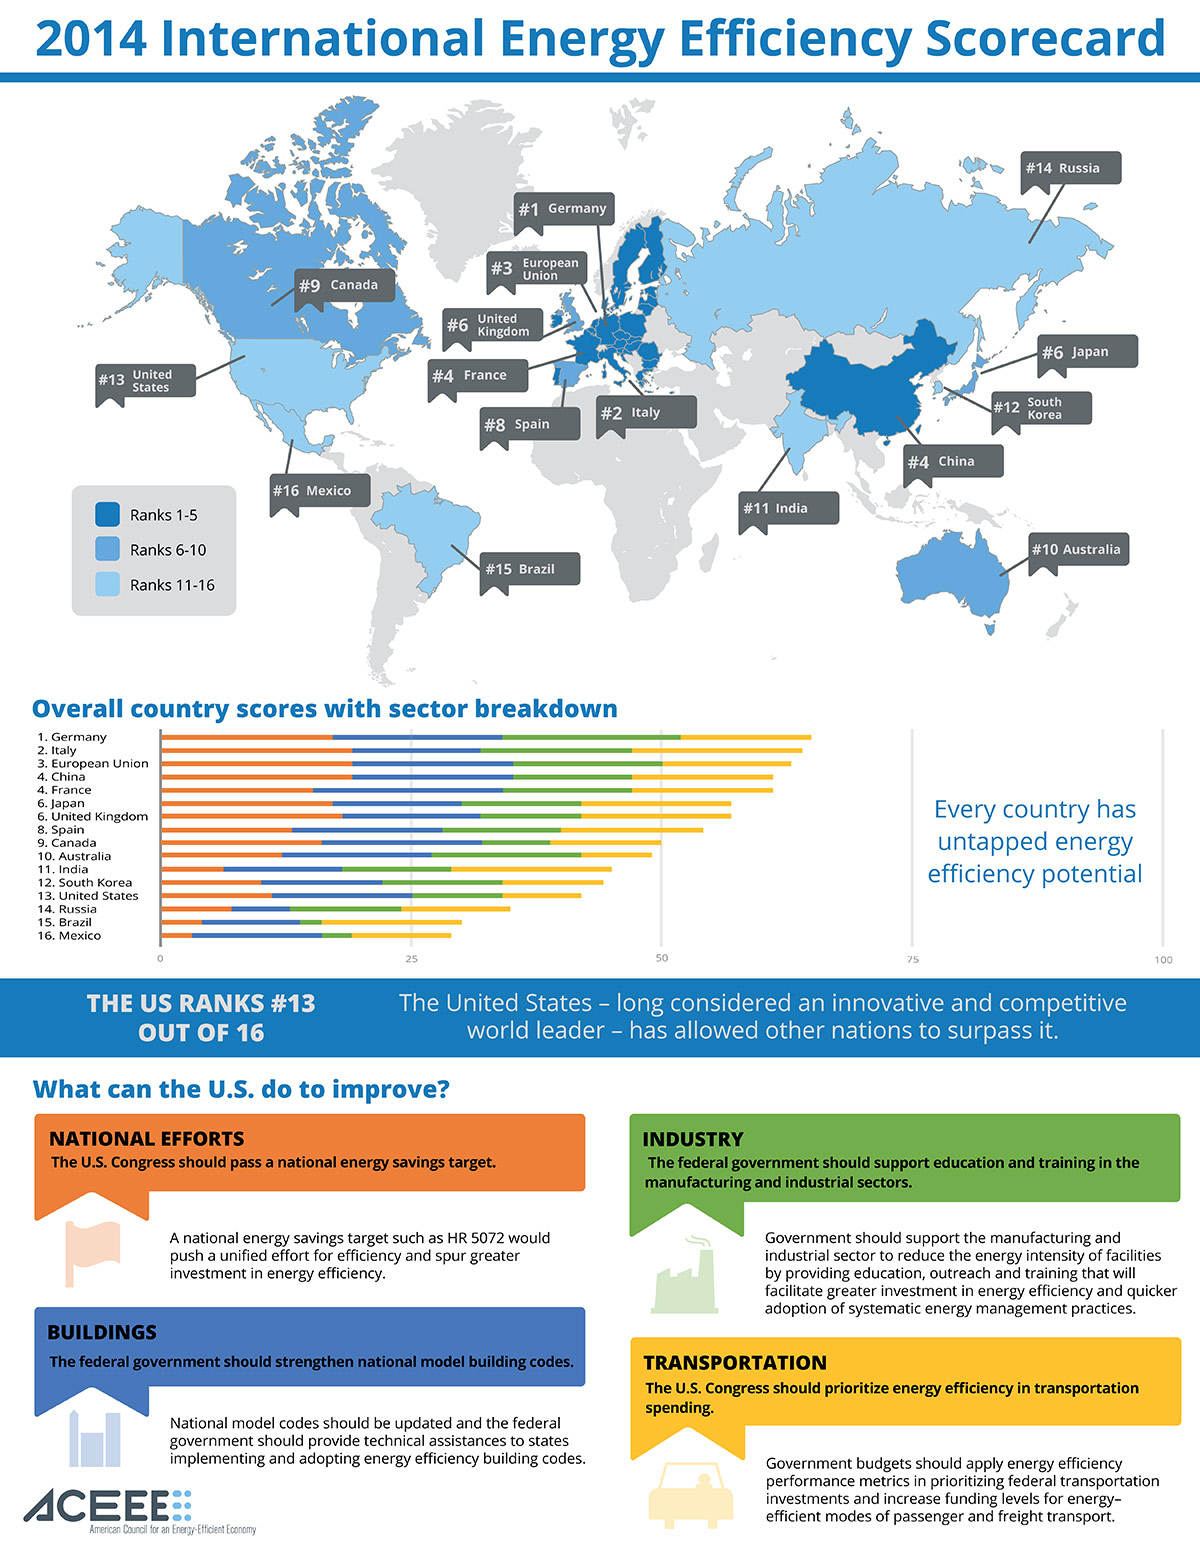 2014 International Energy Efficiency Scorecard
#14 Russia
#1 Germany
#3 European
Union
#9 Canada
#6 United
Kingdom
#6 Japan
#13 United
States
#4 France
#12 South
Korea
#2 Italy
#8 Spain
#4 China
#16 Mexico
#11 India
Ranks 1-5
Ranks 6-10
Ranks 11-16
#10 Australia
#15 Brazil
Overall country scores with sector breakdown
1. Germany
2. Italy
3. European Union
4. China
4. France
6. Japan
6. United Kingdom
8. Spain
9. Canada
10. Australia
11. India
12. South Korea
13. United States
14. Russia
15. Brazil
16. Mexico
0 25 50 75 100
Every country has
untapped energy
efficiency potential
THE US RANKS #13
OUT OF 16
The United States – long considered an innovative and competitive
world leader – has allowed other nations to surpass it.
What can the U.S. do to improve?
NATIONAL EFFORTS
The U.S. Congress should pass a national energy savings target.
A national energy savings target such as HR 5072 would
push a unified effort for efficiency and spur greater
investment in energy efficiency.
BUILDINGS
The federal government should strengthen national model building codes.
National model codes should be updated and the federal
government should provide technical assistances to states
implementing and adopting energy efficiency building codes.
INDUSTRY
The federal government should support education and training in the
manufacturing and industrial sectors.
Government should support the manufacturing and
industrial sector to reduce the energy intensity of facilities
by providing education, outreach and training that will
facilitate greater investment in energy efficiency and quicker
adoption of systematic energy management practices.
TRANSPORTATION
The U.S. Congress should prioritize energy efficiency in transportation
spending.
Government budgets should apply energy efficiency
performance metrics in prioritizing federal transportation
investments and increase funding levels for energy–
efficient modes of passenger and freight transport.
ACEEE
American Council for an Energy-Efficient Economy